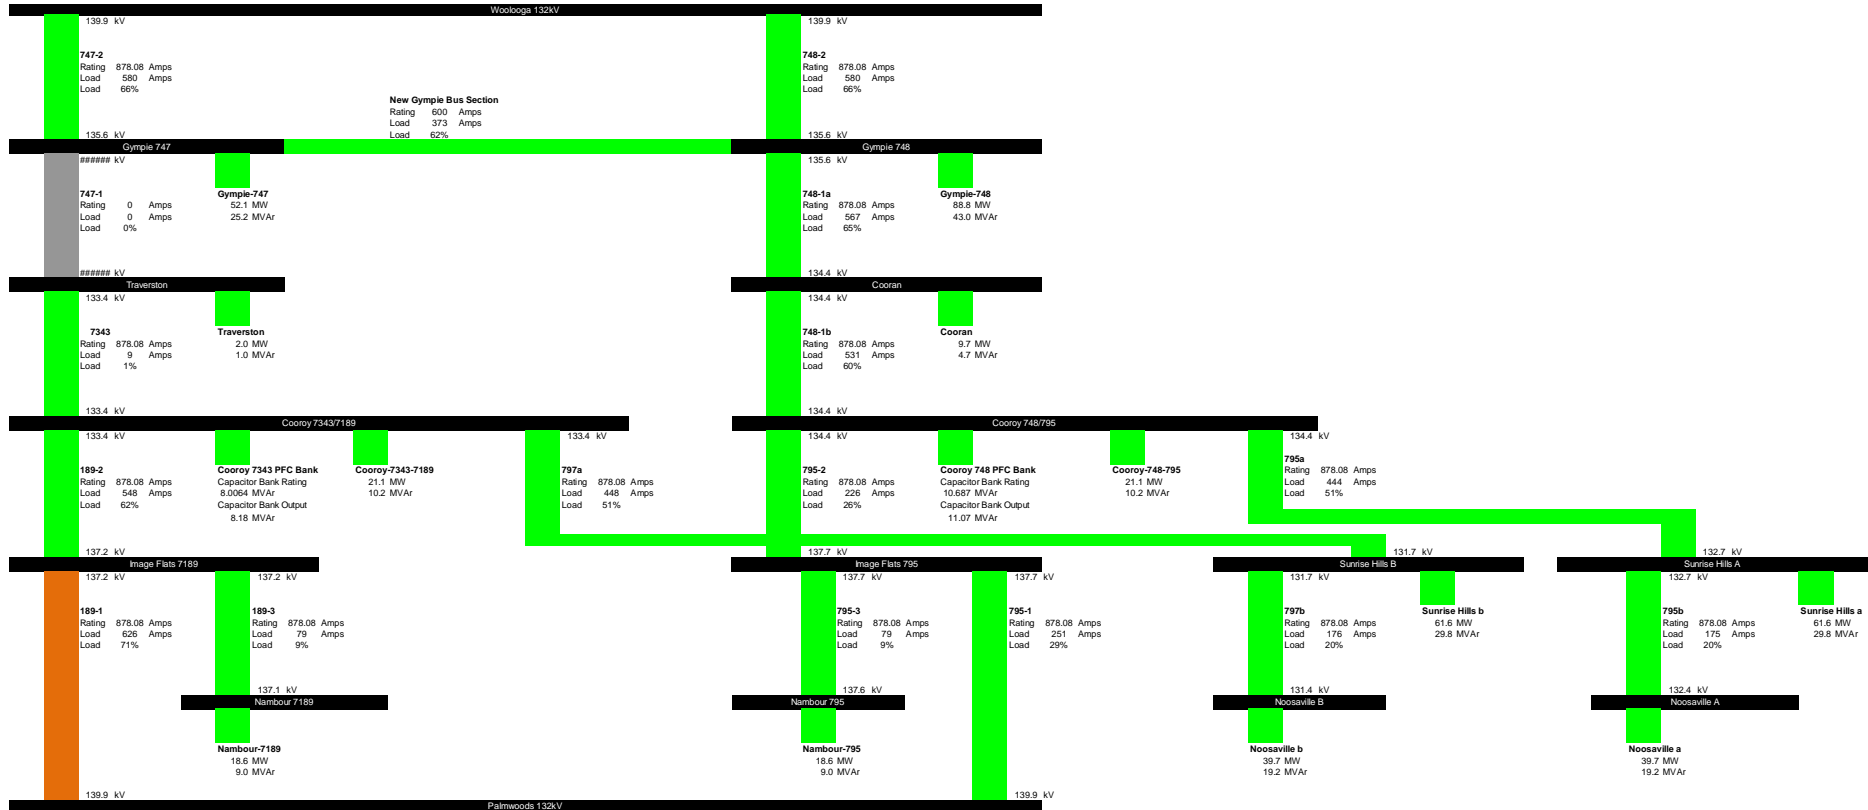 Woolooga 132kV
139.9 kV
139.9 kV
747-2
Rating 878.08 Amps
Load 580 Amps
Load 66%
748-2
Rating 878.08 Amps
Load 580 Amps
Load 66%
New Gympie Bus Section
Rating 600 Amps
Load 373 Amps
Load 62%
135.6 kV
135.6 kV
Gympie 747
Gympie 748
###### kV
135.6 kV
747-1
Rating 0 Amps
Load 0 Amps
Load 0%
Gympie-747
52.1 MW
25.2 MVAr
748-1a
Rating 878.08 Amps
Load 567 Amps
Load 65%
Gympie-748
88.8 MW
43.0 MVAr
###### kV
134.4 kV
Traverston
Cooran
133.4 kV
134.4 kV
7343
Rating 878.08 Amps
Load 9 Amps
Load 1%
Traverston
2.0 MW
1.0 MVAr
748-1b
Rating 878.08 Amps
Load 531 Amps
Load 60%
Cooran
9.7 MW
4.7 MVAr
133.4 kV
134.4 kV
Cooroy 7343/7189
Cooroy 748/795
133.4 kV
133.4 kV
134.4 kV
134.4 kV
189-2
Rating 878.08 Amps
Load 548 Amps
Load 62%
Cooroy 7343 PFC Bank
Capacitor Bank Rating
8.0064 MVAr
Capacitor Bank Output
8.18 MVAr
Cooroy-7343-7189
21.1 MW
10.2 MVAr
797a
Rating 878.08 Amps
Load 448 Amps
Load 51%
795-2
Rating 878.08 Amps
Load 226 Amps
Load 26%
Cooroy 748 PFC Bank
Capacitor Bank Rating
10.687 MVAr
Capacitor Bank Output
11.07 MVAr
Cooroy-748-795
21.1 MW
10.2 MVAr
795a
Rating 878.08 Amps
Load 444 Amps
Load 51%
137.2 kV
137.7 kV
131.7 kV
132.7 kV
Image Flats 7189
Image Flats 795
Sunrise Hills B
Sunrise Hills A
137.2 kV
137.2 kV
137.7 kV
137.7 kV
131.7 kV
132.7 kV
189-1
Rating 878.08 Amps
Load 626 Amps
Load 71%
189-3
Rating 878.08 Amps
Load 79 Amps
Load 9%
795-3
Rating 878.08 Amps
Load 79 Amps
Load 9%
795-1
Rating 878.08 Amps
Load 251 Amps
Load 29%
797b
Rating 878.08 Amps
Load 176 Amps
Load 20%
Sunrise Hills b
61.6 MW
29.8 MVAr
795b
Rating 878.08 Amps
Load 175 Amps
Load 20%
Sunrise Hills a
61.6 MW
29.8 MVAr
137.1 kV
137.6 kV
131.4 kV
132.4 kV
Nambour 7189
Nambour 795
Noosaville B
Noosaville A
Nambour-7189
18.6 MW
9.0 MVAr
Nambour-795
18.6 MW
9.0 MVAr
Noosaville b
39.7 MW
19.2 MVAr
Noosaville a
39.7 MW
19.2 MVAr
139.9 kV
139.9 kV
Palmwoods 132kV